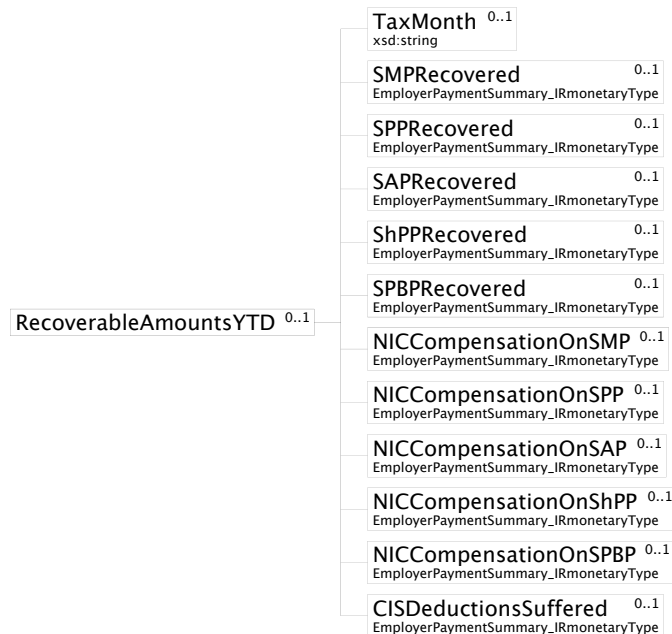 TaxMonth 0..1
xsd:string
SMPRecovered 0..1
EmployerPaymentSummary_IRmonetaryType
SPPRecovered 0..1
EmployerPaymentSummary_IRmonetaryType
SAPRecovered 0..1
EmployerPaymentSummary_IRmonetaryType
ShPPRecovered 0..1
EmployerPaymentSummary_IRmonetaryType
SPBPRecovered 0..1
EmployerPaymentSummary_IRmonetaryType
RecoverableAmountsYTD 0..1
NICCompensationOnSMP 0..1
EmployerPaymentSummary_IRmonetaryType
NICCompensationOnSPP 0..1
EmployerPaymentSummary_IRmonetaryType
NICCompensationOnSAP 0..1
EmployerPaymentSummary_IRmonetaryType
NICCompensationOnShPP 0..1
EmployerPaymentSummary_IRmonetaryType
NICCompensationOnSPBP 0..1
EmployerPaymentSummary_IRmonetaryType
CISDeductionsSuffered 0..1
EmployerPaymentSummary_IRmonetaryType